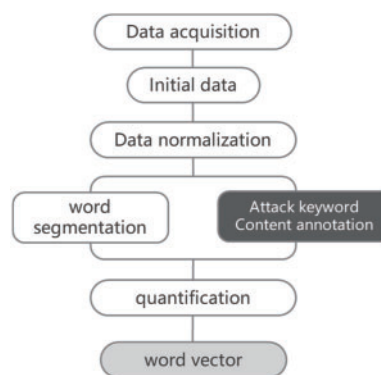 Data acquisition
Initial data
Data normalization
word
segmentation
Attack keyword
Content annotation
quantification
word vector